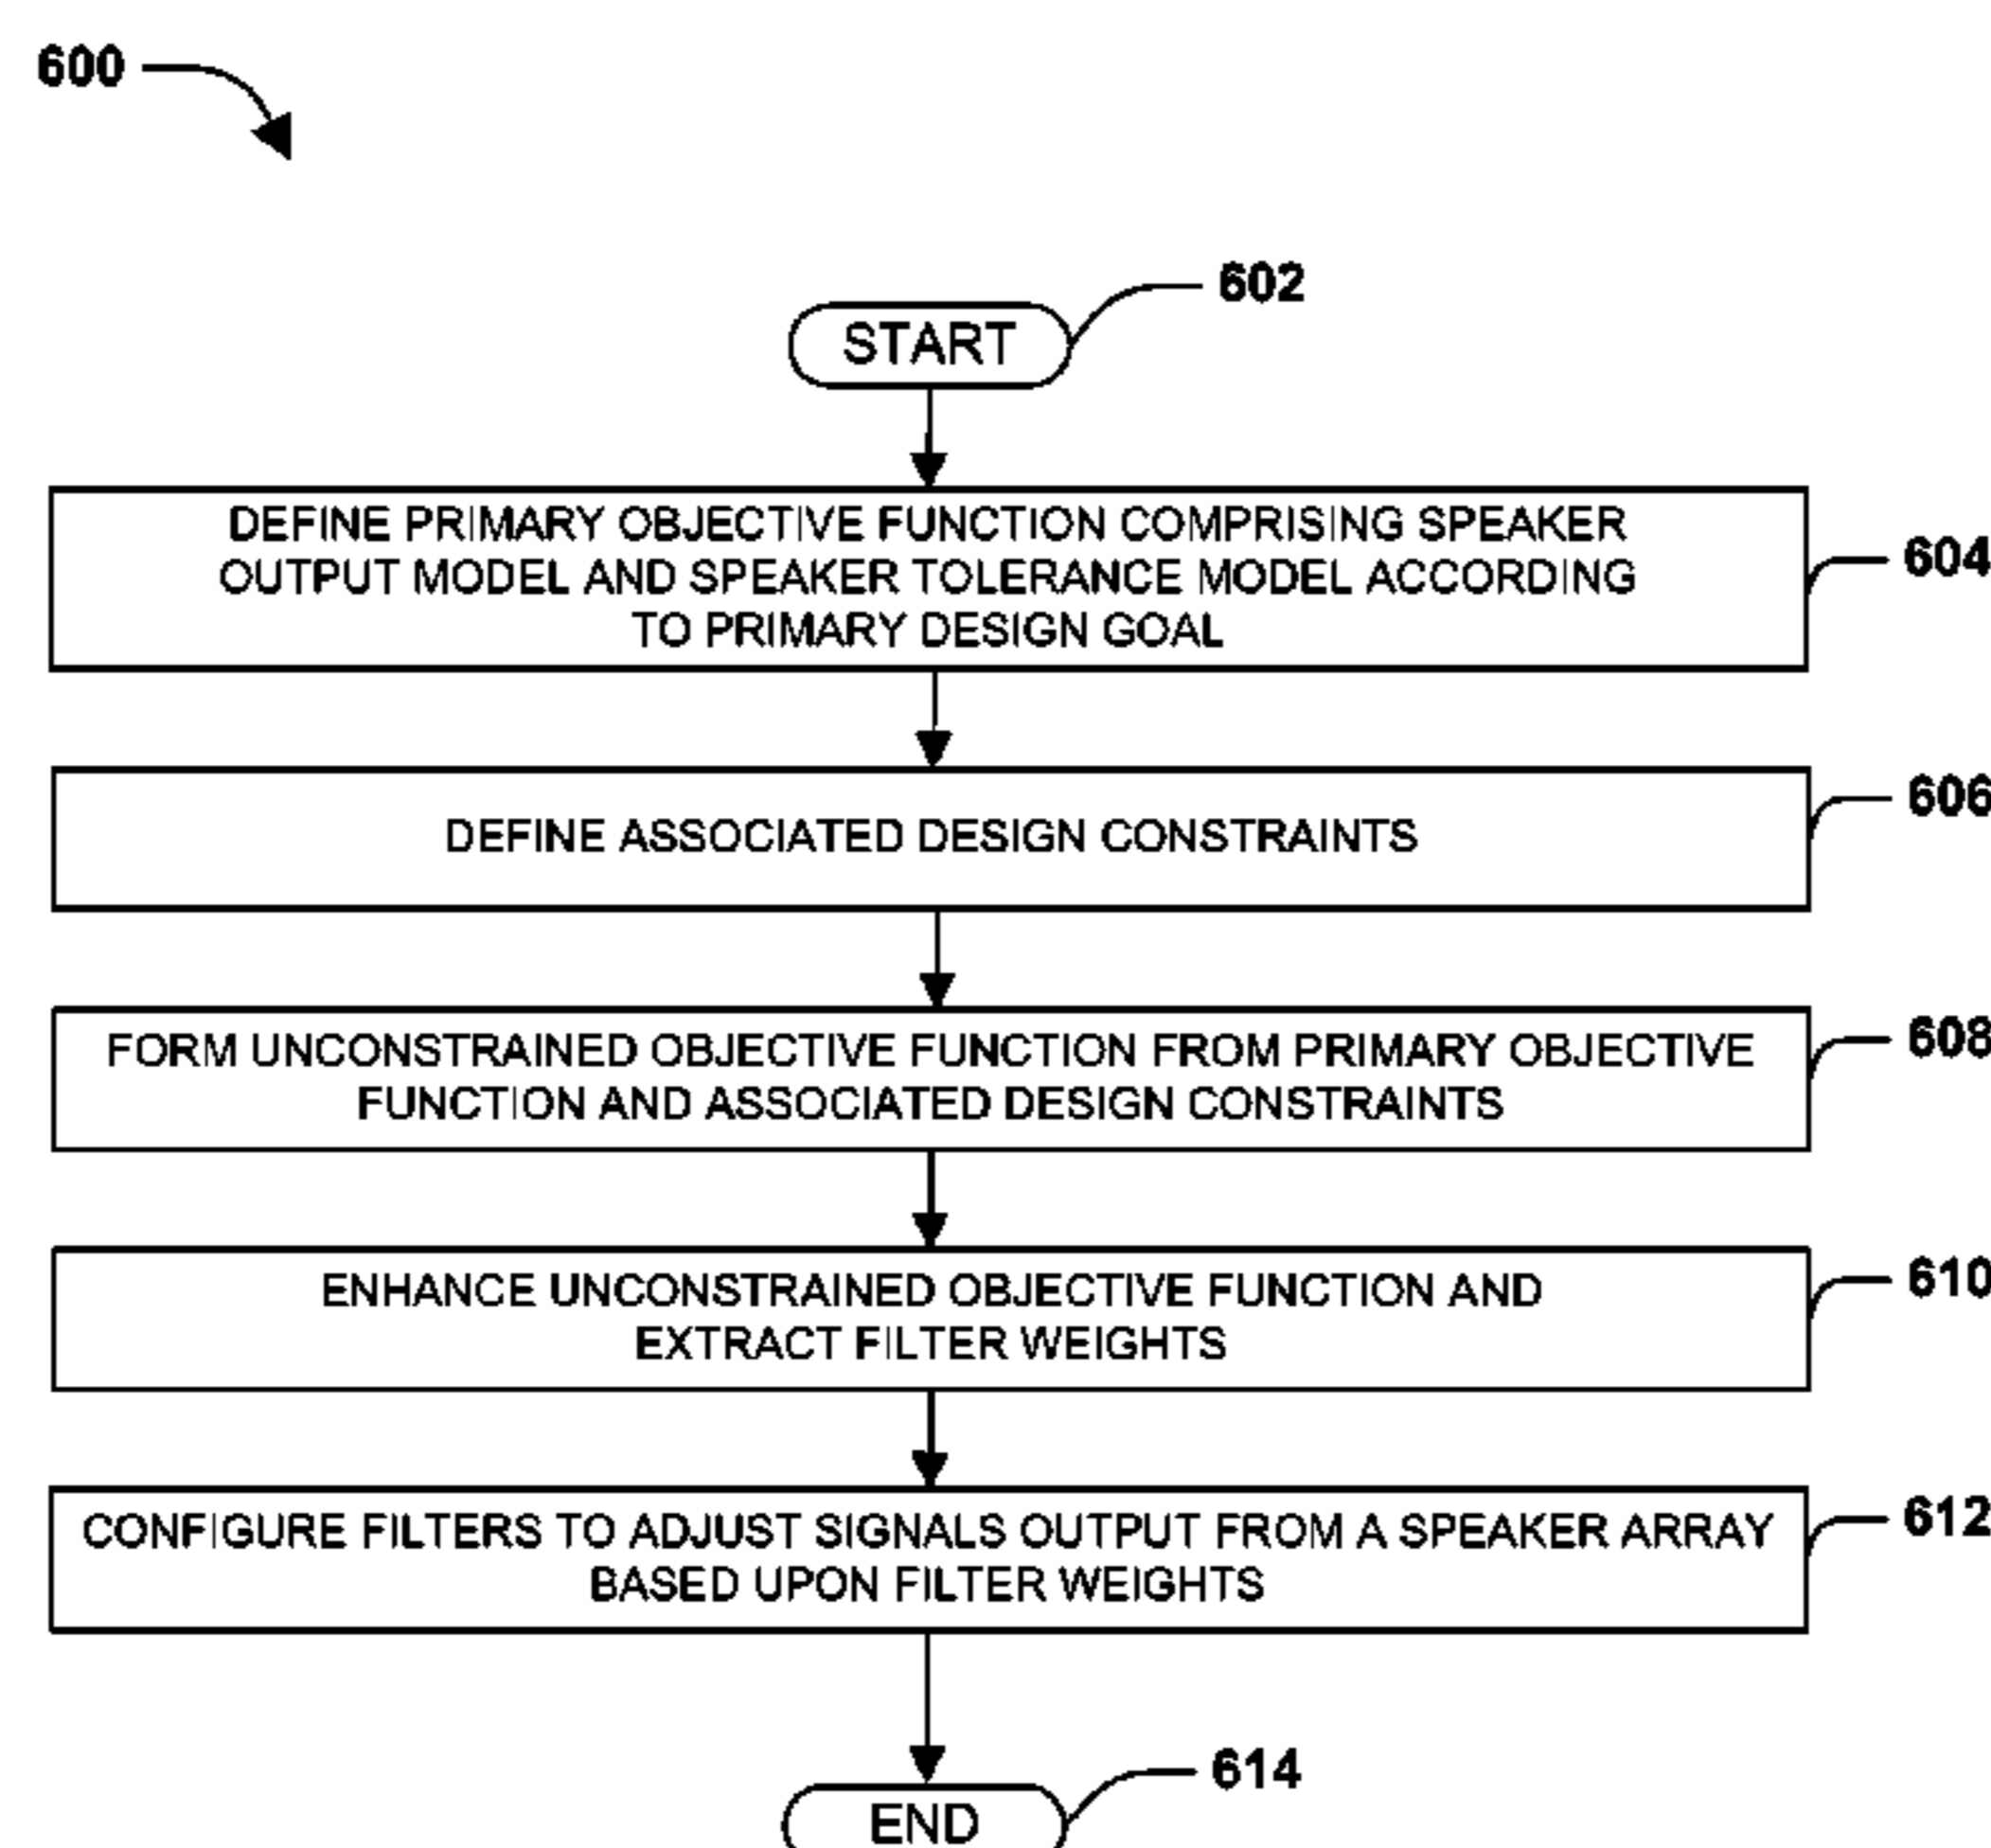 600
602
START
DEFINE PRIMARY OBJECTIVE FUNCTION COMPRISING SPEAKER
OUTPUT MODEL AND SPEAKER TOLERANCE MODEL ACCORDING
TO PRIMARY DESIGN GOAL
604
DEFINE ASSOCIATED DESIGN CONSTRAINTS
606
FORM UNCONSTRAINED OBJECTIVE FUNCTION FROM PRIMARY OBJECTIVE
FUNCTION AND ASSOCIATED DESIGN CONSTRAINTS
608
ENHANCE UNCONSTRAINED OBJECTIVE FUNCTION AND
EXTRACT FILTER WEIGHTS
610
CONFIGURE FILTERS TO ADJUST SIGNALS OUTPUT FROM A SPEAKER ARRAY
BASED UPON FILTER WEIGHTS
612
614
END